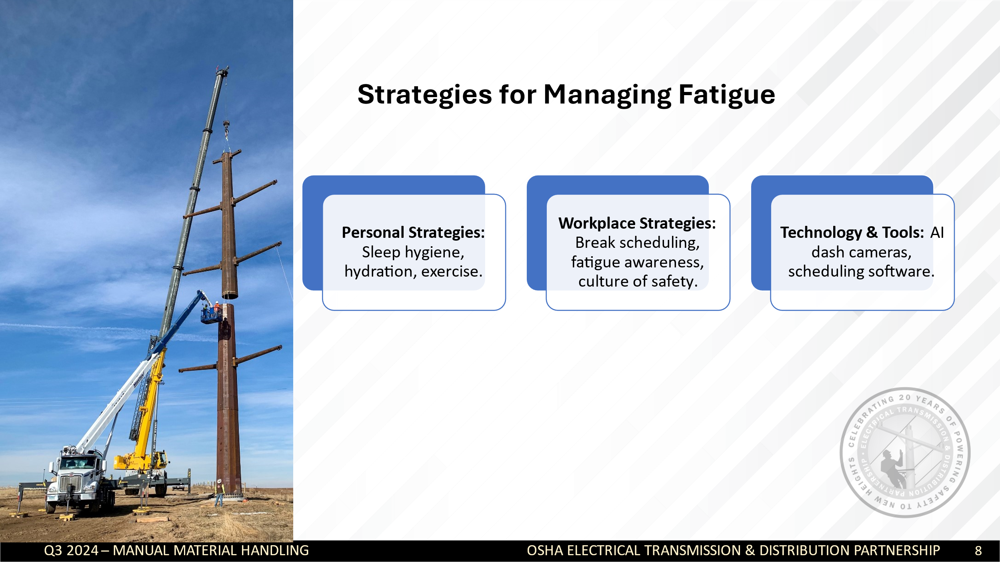 Strategies for Managing Fatigue
Personal Strategies:
Sleep hygiene,
hydration, exercise.
Workplace Strategies:
Break scheduling,
fatigue awareness,
culture of safety.
Technology & Tools: AI
dash cameras,
scheduling software.
Manitex
CELEBRATING 20 YEARS OF POWERING SAFETY TO NEW HEIGHTS
ELECTRICAL TRANSMISSION & DISTRIBUTION PARTNERSHIP •
Q3 2024 – MANUAL MATERIAL HANDLING
OSHA ELECTRICAL TRANSMISSION & DISTRIBUTION PARTNERSHIP
8